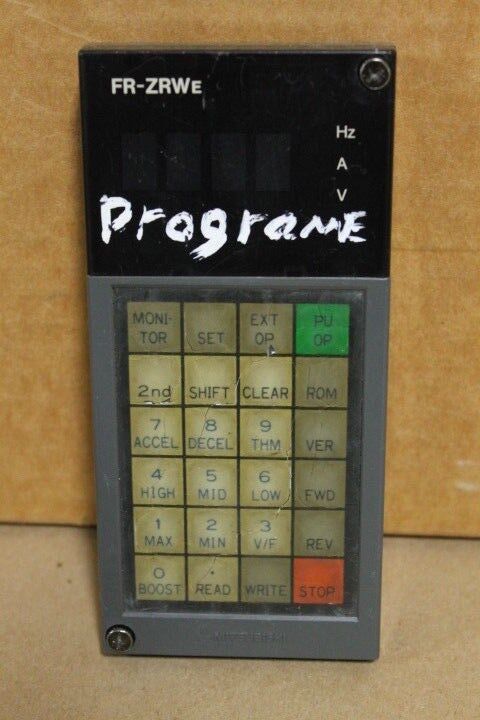 FR-ZRWE
Hz
A
V
PrograME
MONI-TOR SET EXT OP PU OP
2nd SHIFT CLEAR ROM
7 ACCEL 8 DECEL 9 THM VER
4 HIGH 5 MID 6 LOW FWD
1 MAX 2 MIN 3 V/F REV
0 BOOST . READ WRITE STOP
MITSUBISHI